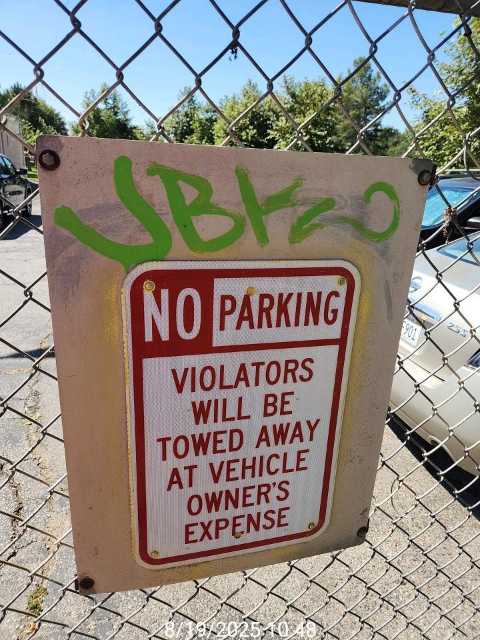 NO PARKING
VIOLATORS
WILL BE
TOWED AWAY
AT VEHICLE
OWNER'S
EXPENSE
8/19/2025 10:48